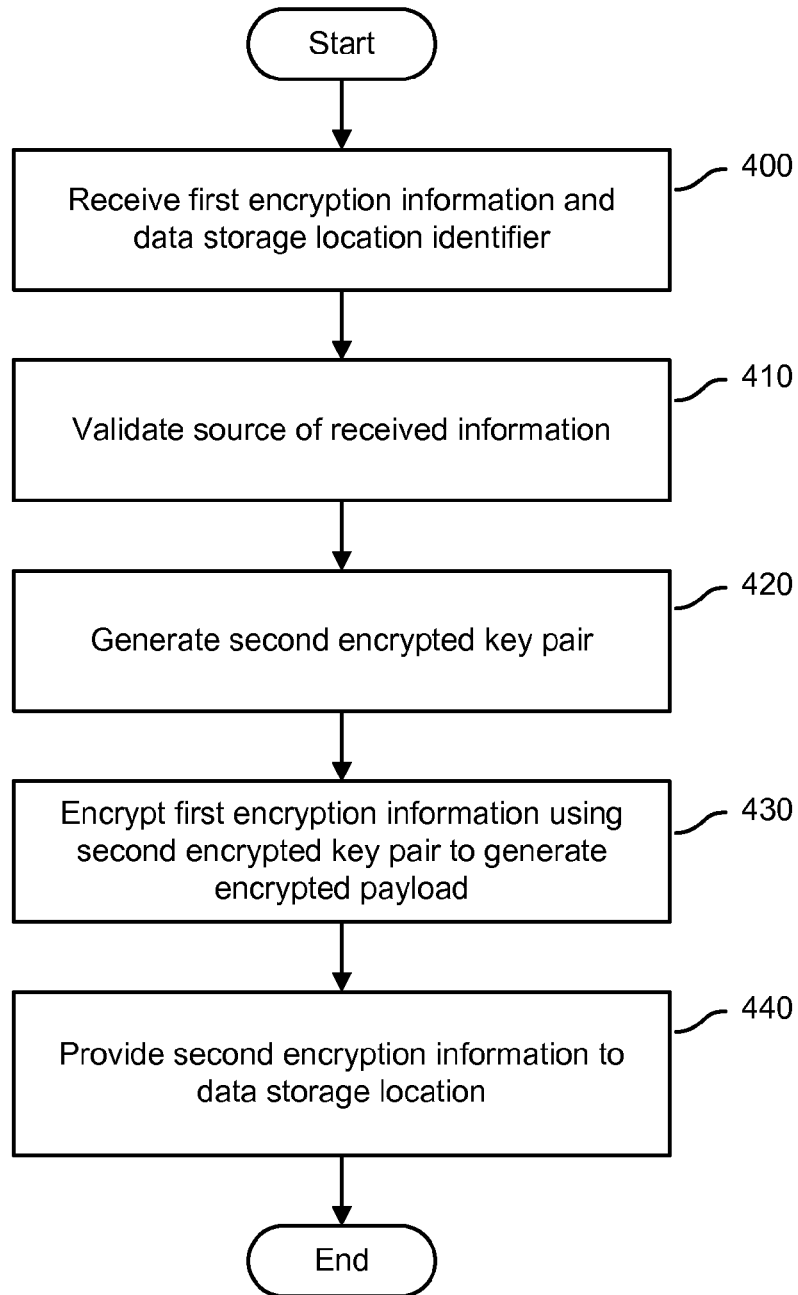 Start
400
Receive first encryption information and
data storage location identifier
410
Validate source of received information
420
Generate second encrypted key pair
430
Encrypt first encryption information using
second encrypted key pair to generate
encrypted payload
440
Provide second encryption information to
data storage location
End